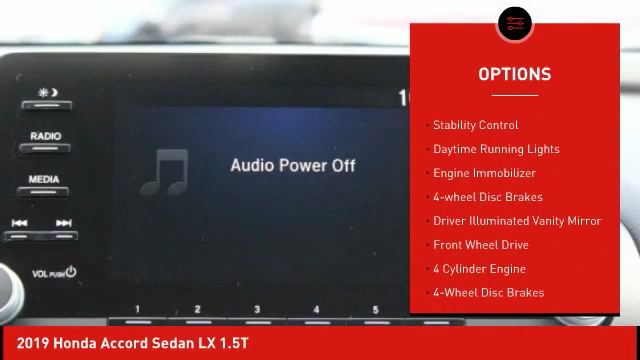 RADIO
MEDIA
VOL PUSH
Audio Power Off
1
1 2 3 4 5
OPTIONS
· Stability Control
· Daytime Running Lights
· Engine Immobilizer
· 4-wheel Disc Brakes
· Driver Illuminated Vanity Mirror
· Front Wheel Drive
· 4 Cylinder Engine
· 4-Wheel Disc Brakes
2019 Honda Accord Sedan LX 1.5T